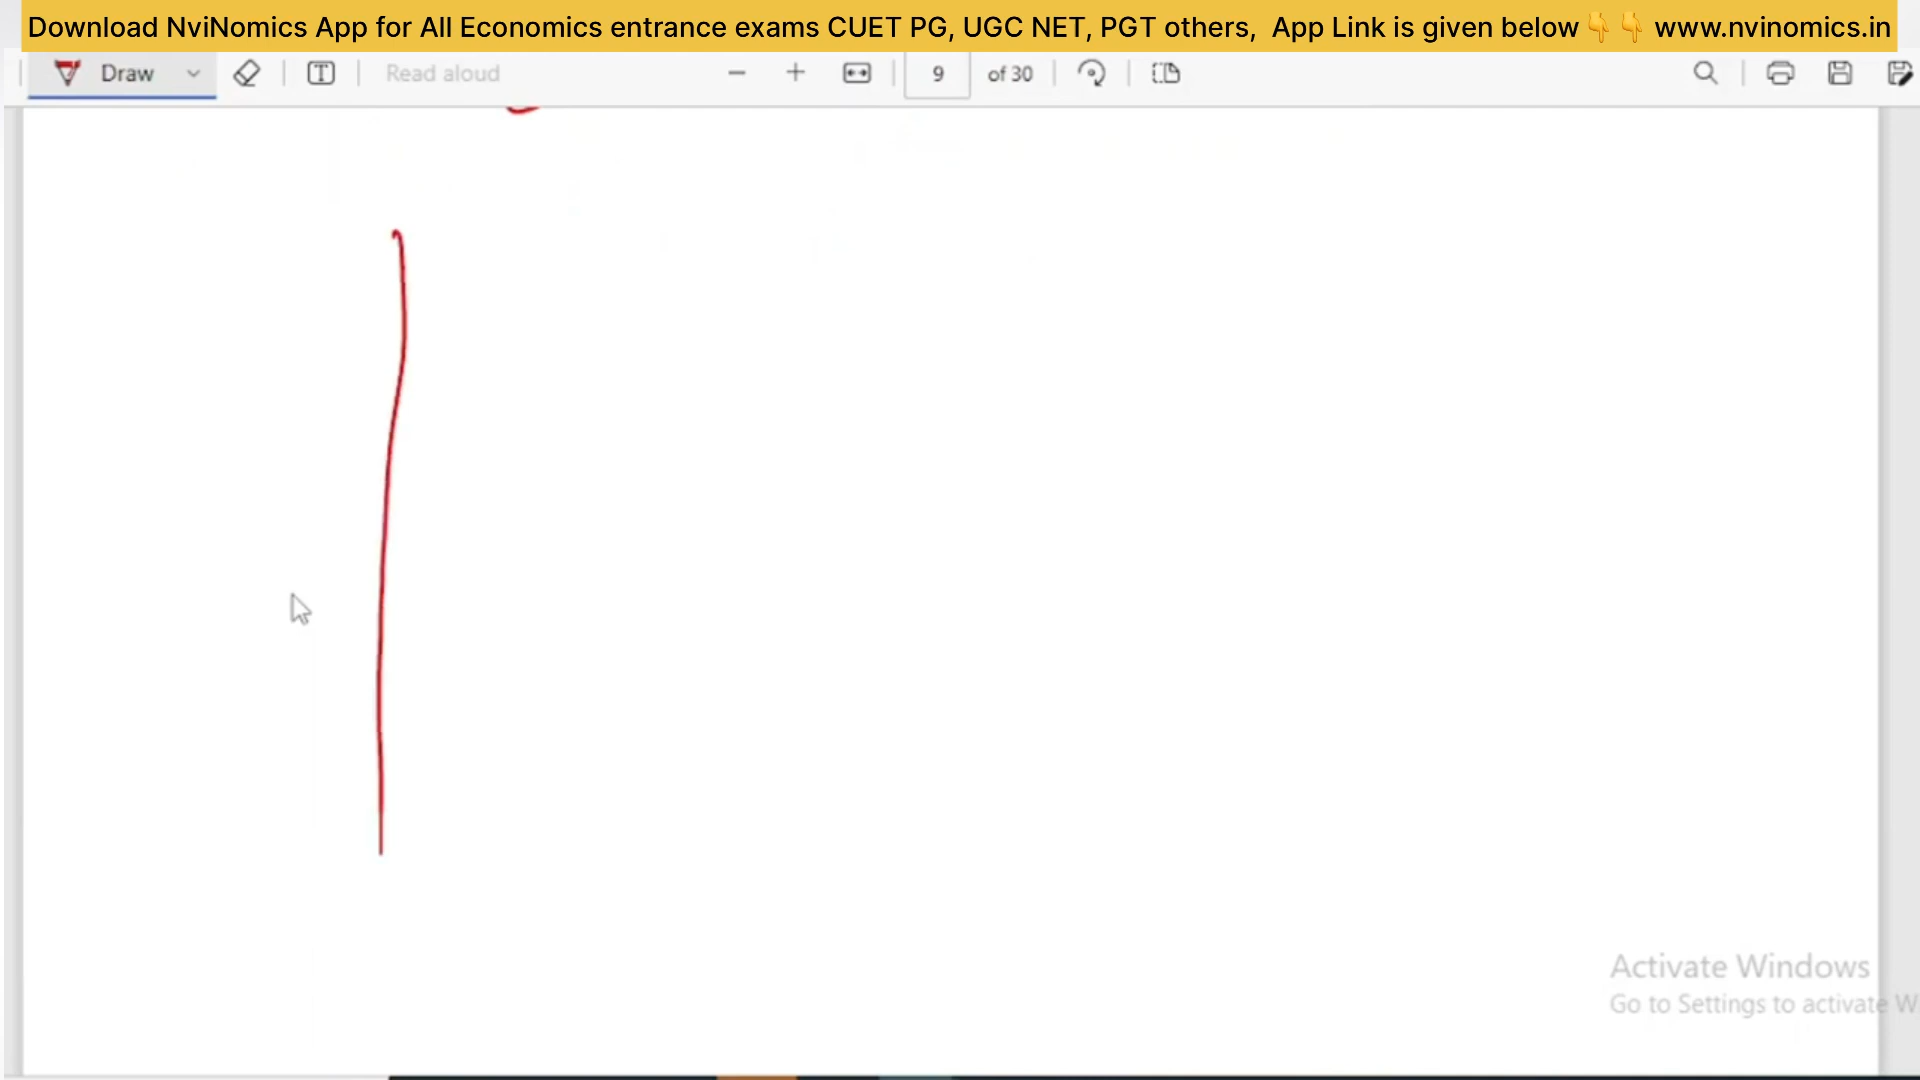 Download NviNomics App for All Economics entrance exams CUET PG, UGC NET, PGT others, App Link is given below👇👇 www.nvinomics.in
Draw T Read aloud 9 of 30
Activate Windows
Go to Settings to activate W